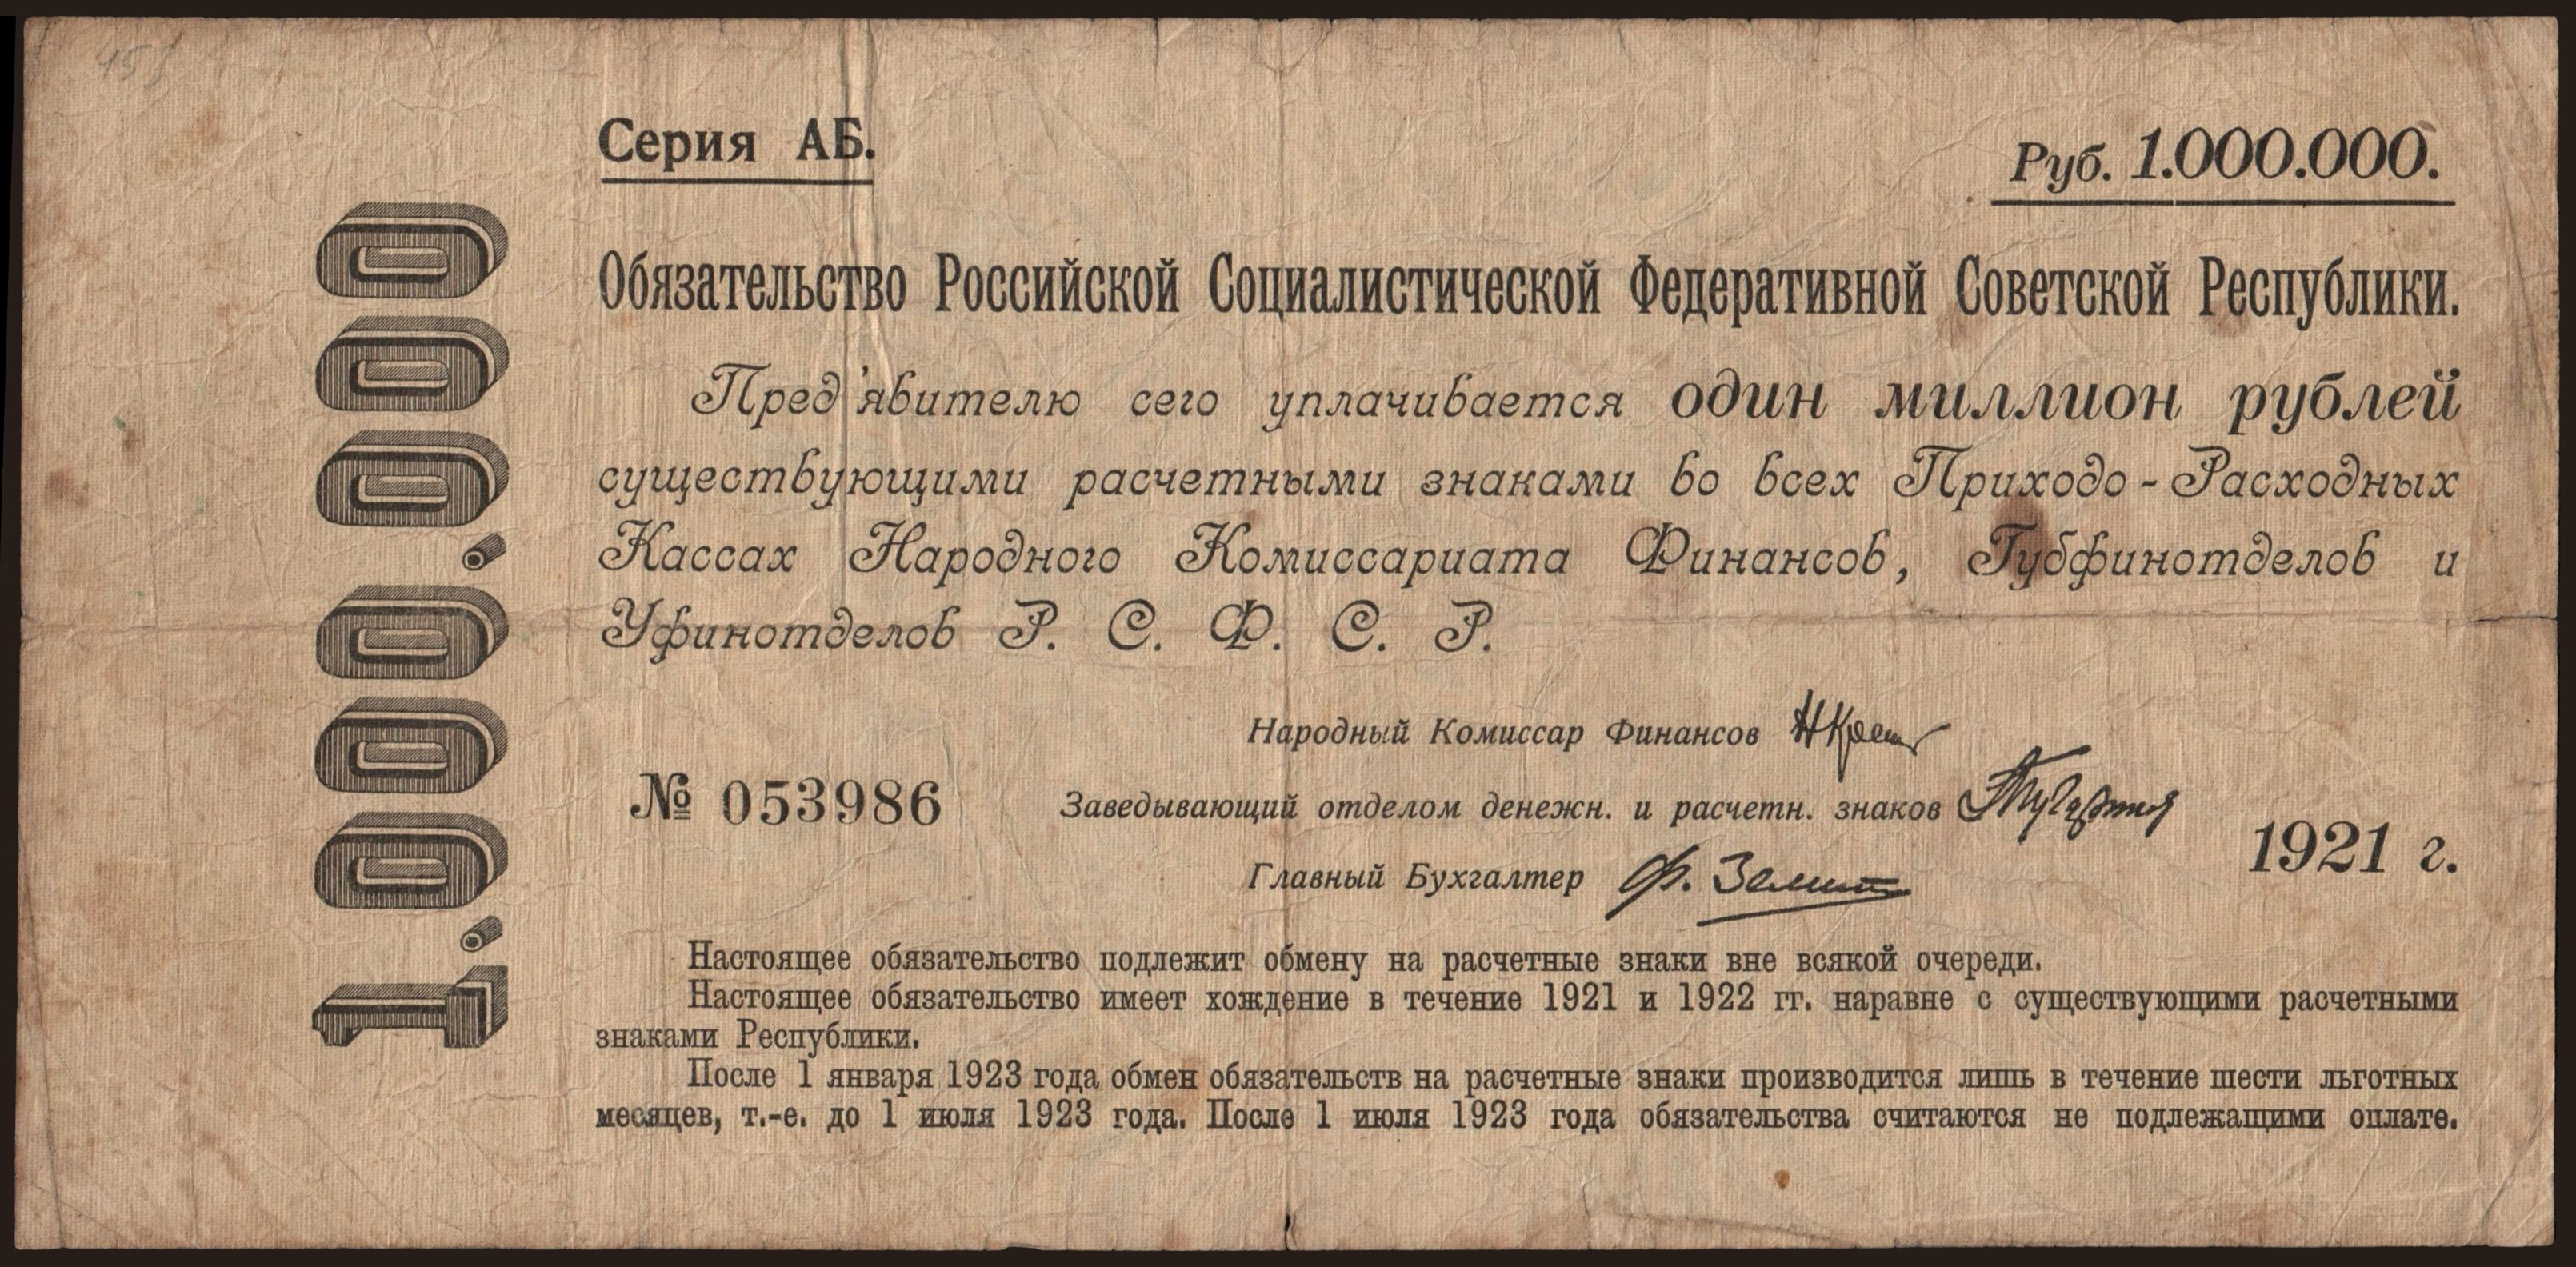 45
Серия АБ.
Руб. 1.000.000.
1.000.000
Обязательство Российской Социалистической Федеративной Советской Республики.
Пред'явителю сего уплачивается один миллион рублей
существующими расчетными знаками во всех Приходо-Расходных
Кассах Народного Комиссариата Финансов, Губфинотделов и
Уфинотделов Р. С. Ф. С. Р.
Народный Комиссар Финансов
№ 053986
Заведывающий отделом денежн. и расчетн. знаков
1921 г.
Главный Бухгалтер Ф. Земит
Настоящее обязательство подлежит обмену на расчетные знаки вне всякой очереди.
Настоящее обязательство имеет хождение в течение 1921 и 1922 гг. наравне с существующими расчетными
знаками Республики.
После 1 января 1923 года обмен обязательств на расчетные знаки производится лишь в течение шести льготных
месяцев, т.-е. до 1 июля 1923 года. После 1 июля 1923 года обязательства считаются не подлежащими оплате.